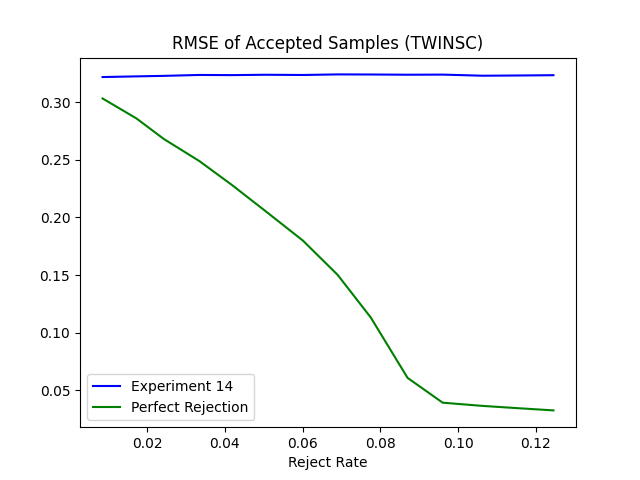 RMSE of Accepted Samples (TWINSC)
0.30
0.25
0.20
0.15
0.10
0.05
Experiment 14
Perfect Rejection
0.02 0.04 0.06 0.08 0.10 0.12
Reject Rate